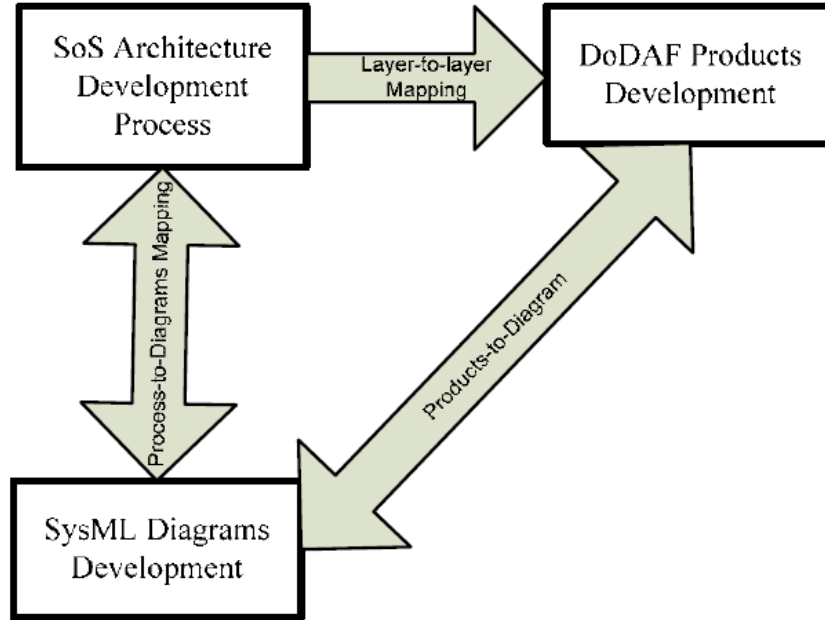 SoS Architecture
Development
Process
Layer-to-layer
Mapping
DoDAF Products
Development
Process-to-Diagrams Mapping
Products-to-Diagram
SysML Diagrams
Development